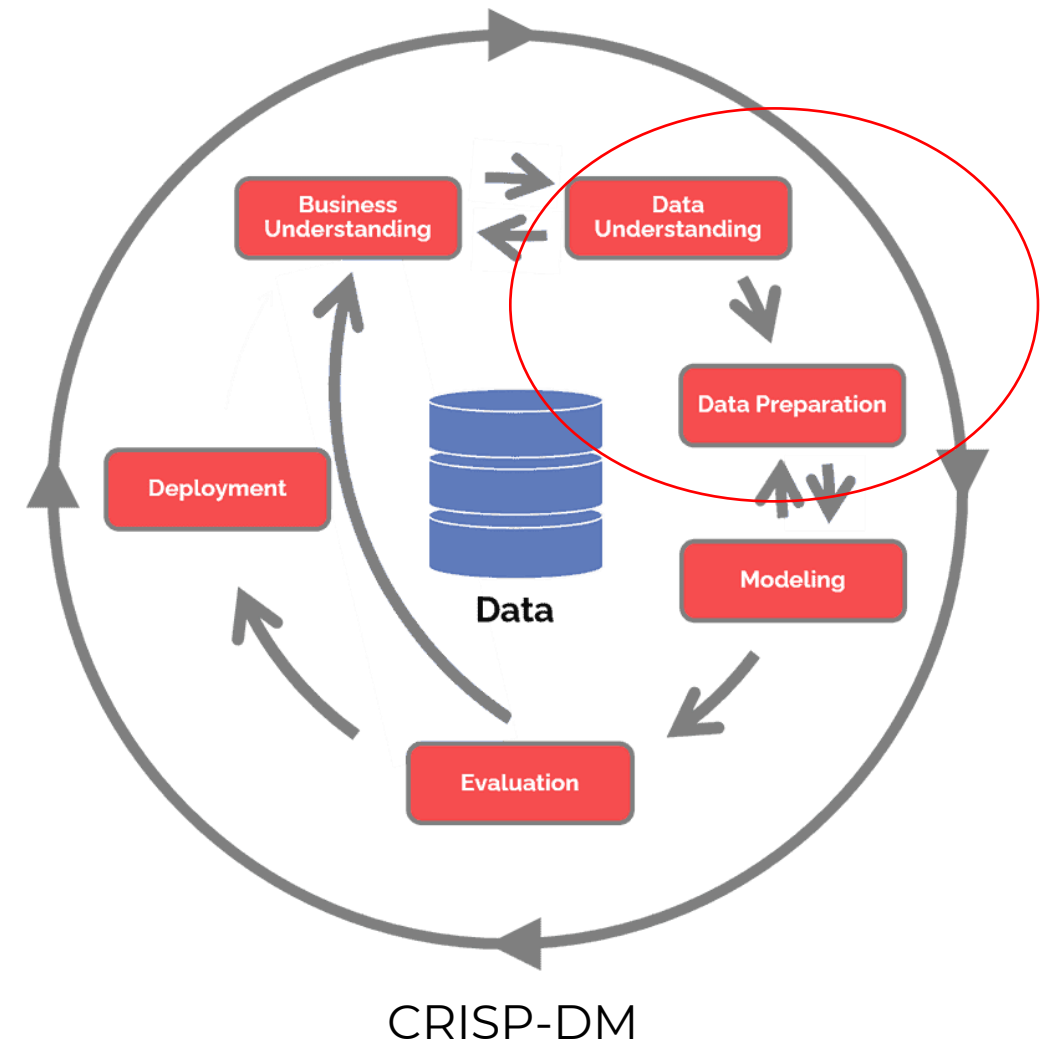 Business
Understanding
Data
Understanding
Data Preparation
Deployment
Modeling
Data
Evaluation
CRISP-DM